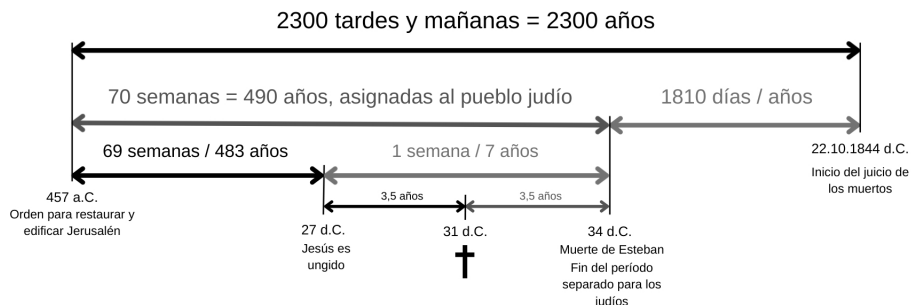 2300 tardes y mañanas = 2300 años
70 semanas = 490 años, asignadas al pueblo judío
1810 días / años
69 semanas / 483 años
1 semana / 7 años
22.10.1844 d.C.
Inicio del juicio de
los muertos
3,5 años
3,5 años
457 a.C.
Orden para restaurar y
edificar Jerusalén
27 d.C.
Jesús es
ungido
31 d.C.
34 d.C.
Muerte de Esteban
Fin del período
separado para los
judíos